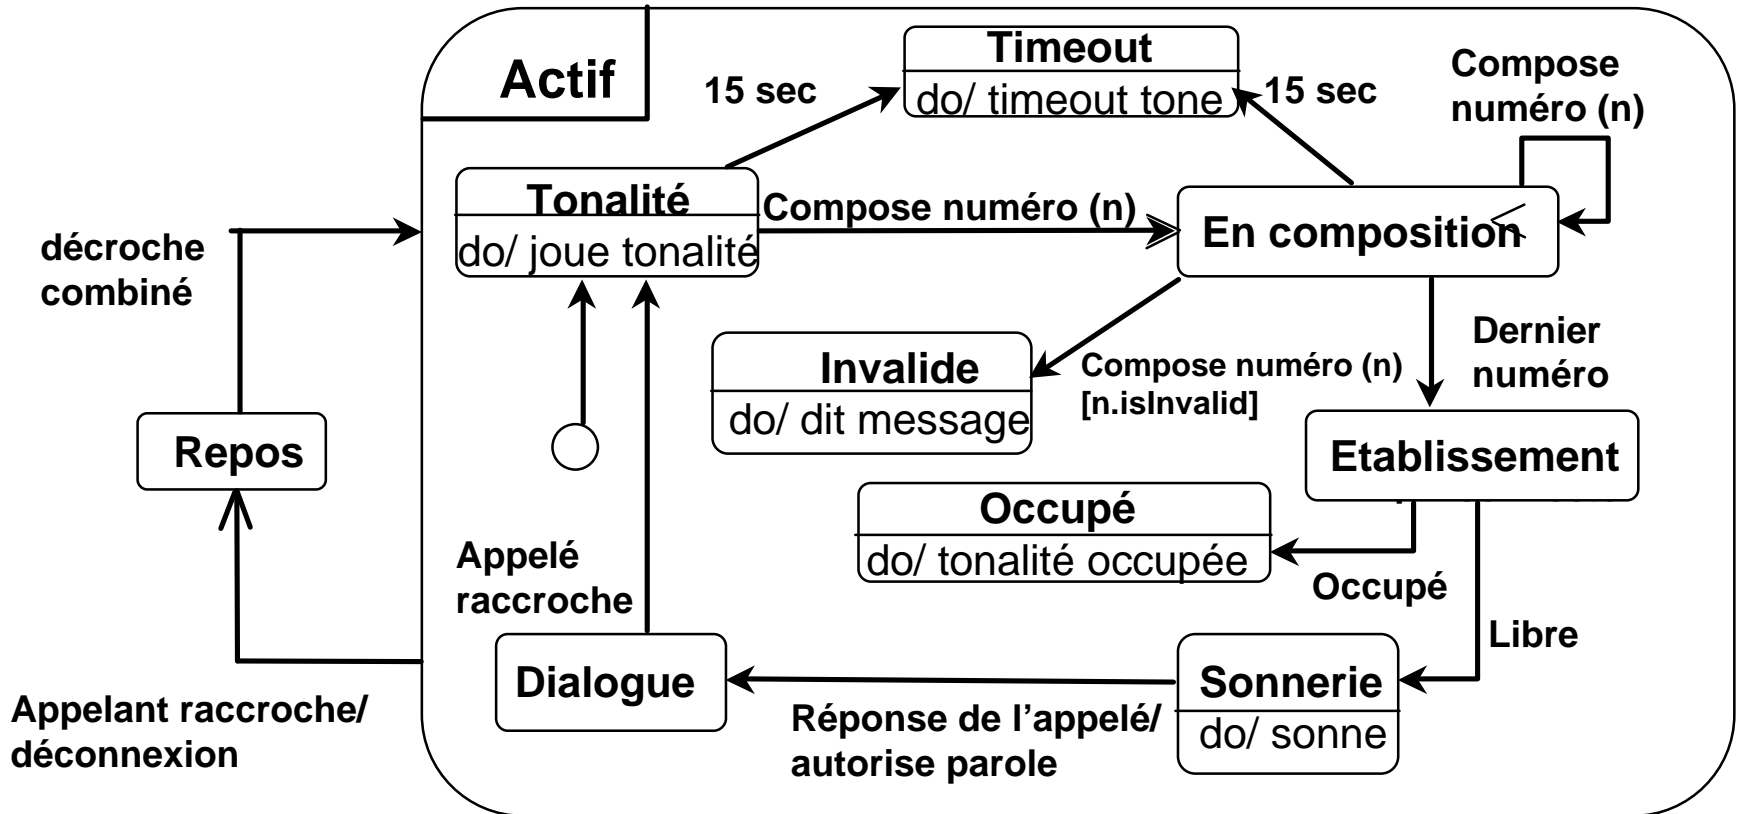 Actif
Timeout
do/ timeout tone
15 sec
15 sec
Compose
numéro (n)
Tonalité
do/ joue tonalité
Compose numéro (n)
En composition
décroche
combiné
Invalide
do/ dit message
Compose numéro (n)
[n.isInvalid]
Dernier
numéro
Repos
Etablissement
Occupé
do/ tonalité occupée
Occupé
Appelé
raccroche
Libre
Dialogue
Sonnerie
do/ sonne
Réponse de l’appelé/
autorise parole
Appelant raccroche/
déconnexion